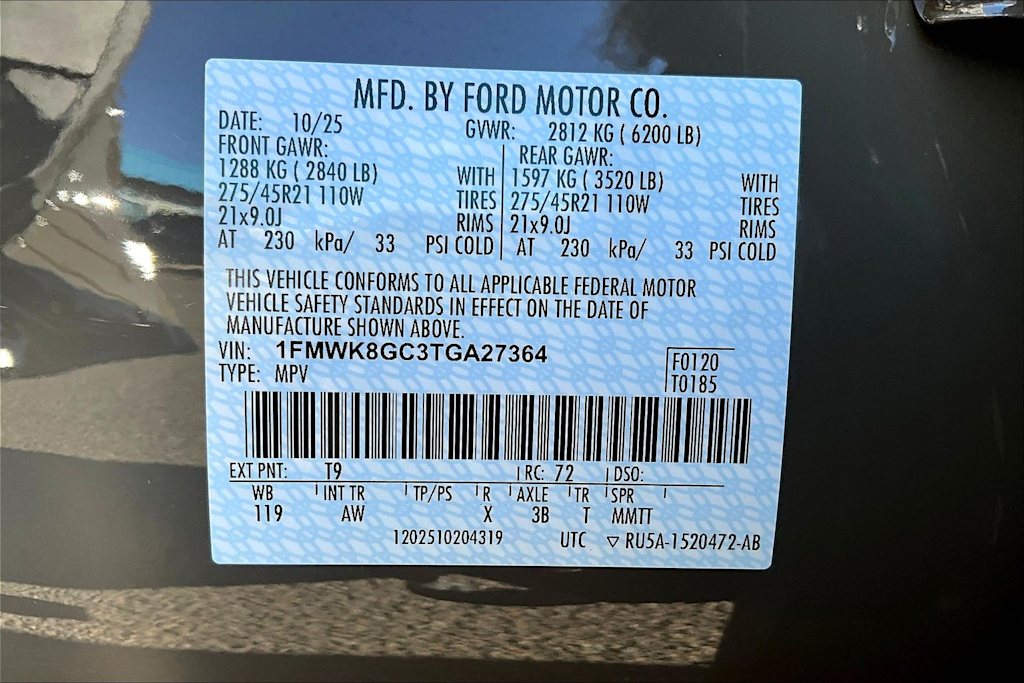 MFD. BY FORD MOTOR CO.
DATE: 10/25 GVWR: 2812 KG ( 6200 LB)
FRONT GAWR: REAR GAWR:
1288 KG ( 2840 LB) WITH 1597 KG ( 3520 LB) WITH
275/45R21 110W TIRES 275/45R21 110W TIRES
21x9.0J RIMS 21x9.0J RIMS
AT 230 kPa/ 33 PSI COLD AT 230 kPa/ 33 PSI COLD
THIS VEHICLE CONFORMS TO ALL APPLICABLE FEDERAL MOTOR
VEHICLE SAFETY STANDARDS IN EFFECT ON THE DATE OF
MANUFACTURE SHOWN ABOVE.
VIN: 1FMWK8GC3TGA27364 F0120
TYPE: MPV T0185
EXT PNT: T9 RC: 72 DSO:
WB INT TR TP/PS R AXLE TR SPR
119 AW X 3B T MMTT
1202510204319 UTC ▽ RU5A-1520472-AB